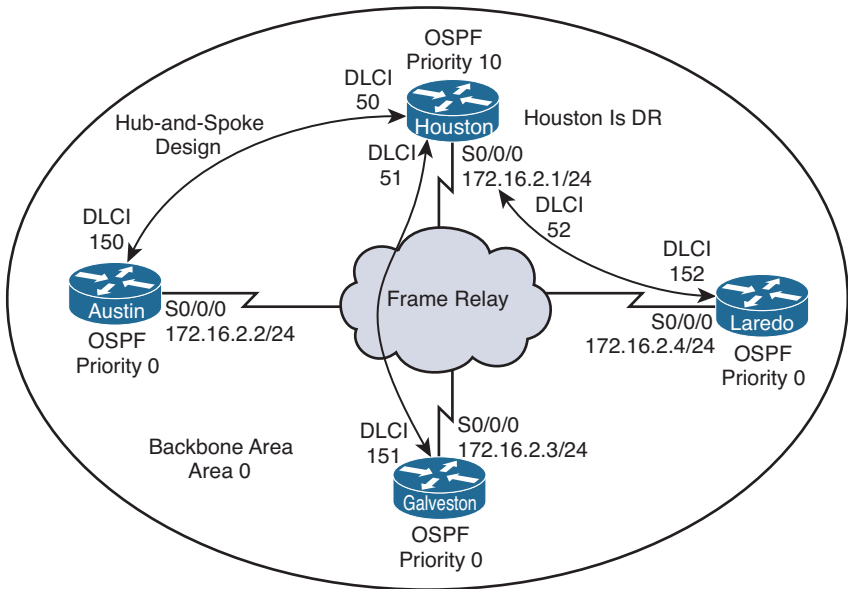 OSPF
Priority 10
DLCI
50
Houston
Houston Is DR
Hub-and-Spoke
Design
DLCI
51
S0/0/0
172.16.2.1/24
DLCI
52
DLCI
150
DLCI
152
Austin
S0/0/0
172.16.2.2/24
OSPF
Priority 0
Frame Relay
S0/0/0
172.16.2.4/24
Laredo
OSPF
Priority 0
Backbone Area
Area 0
DLCI
151
S0/0/0
172.16.2.3/24
Galveston
OSPF
Priority 0